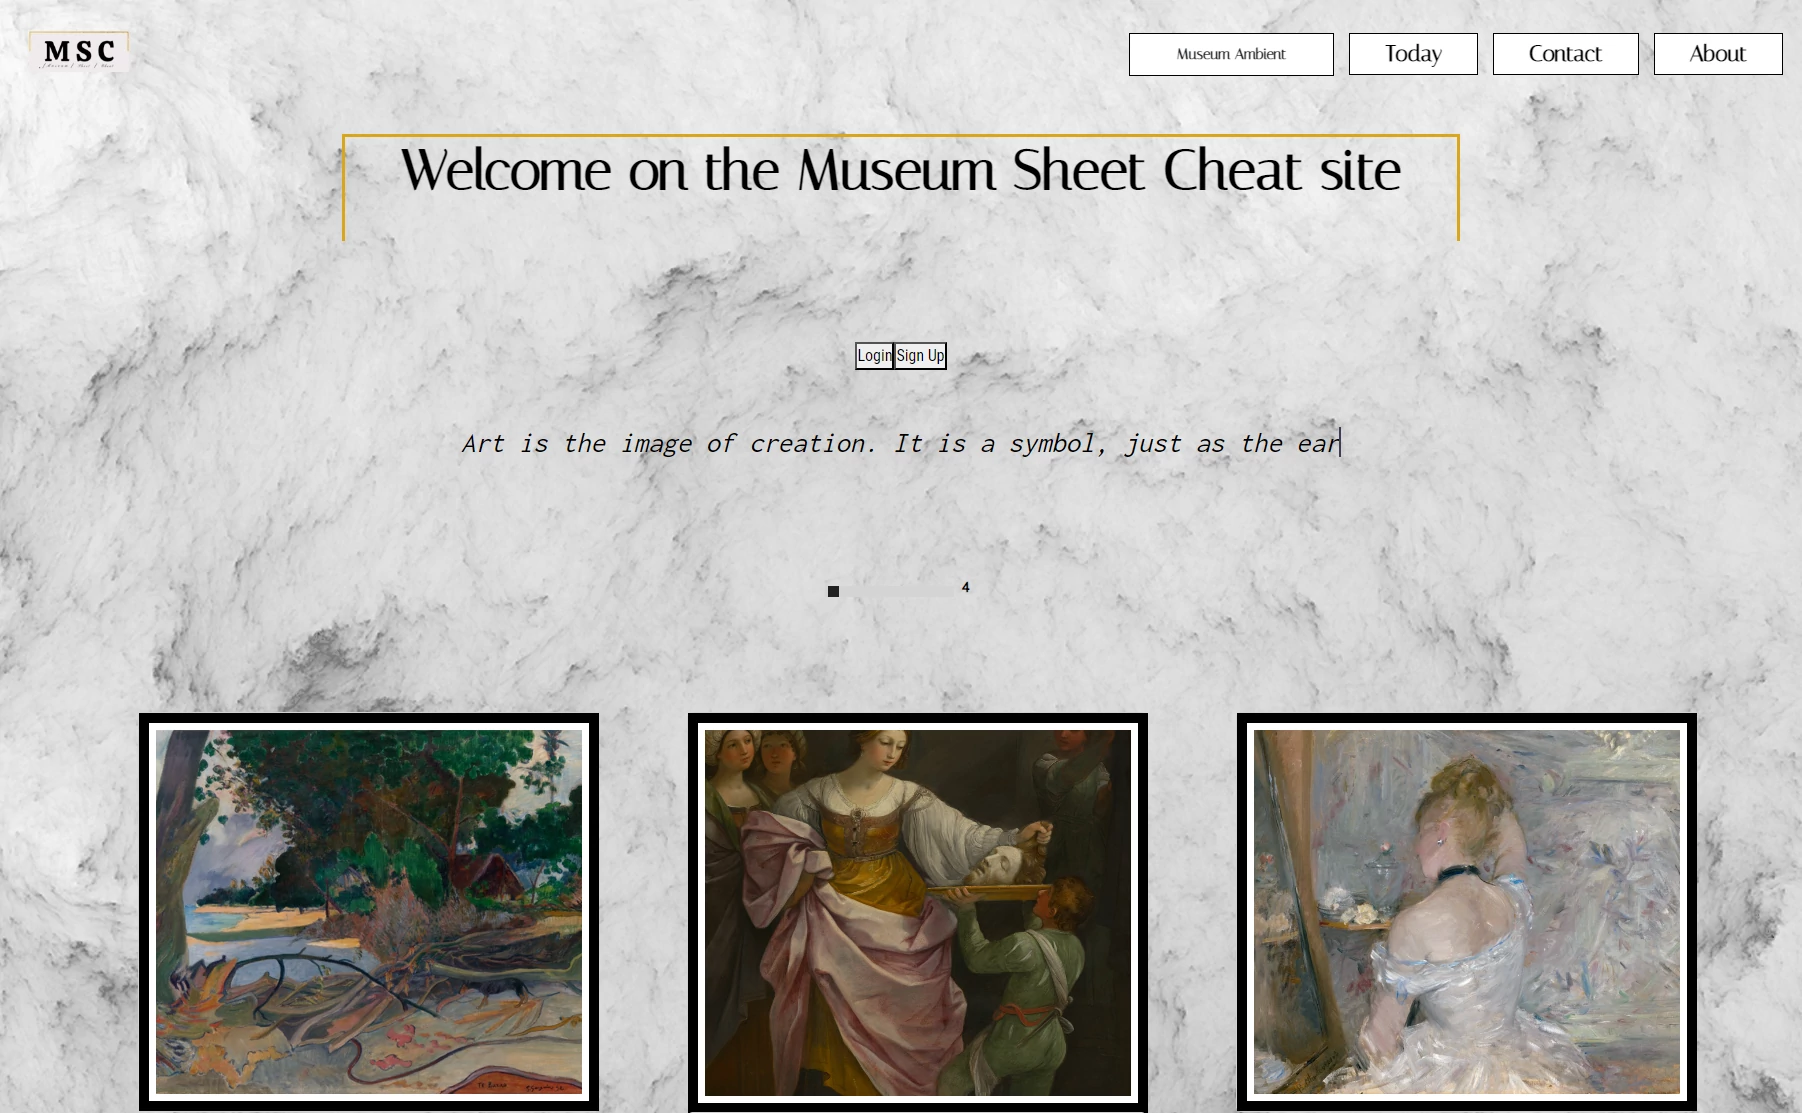 MSC
Museum Ambient
Today
Contact
About
Welcome on the Museum Sheet Cheat site
Login
Sign Up
Art is the image of creation. It is a symbol, just as the ear
4